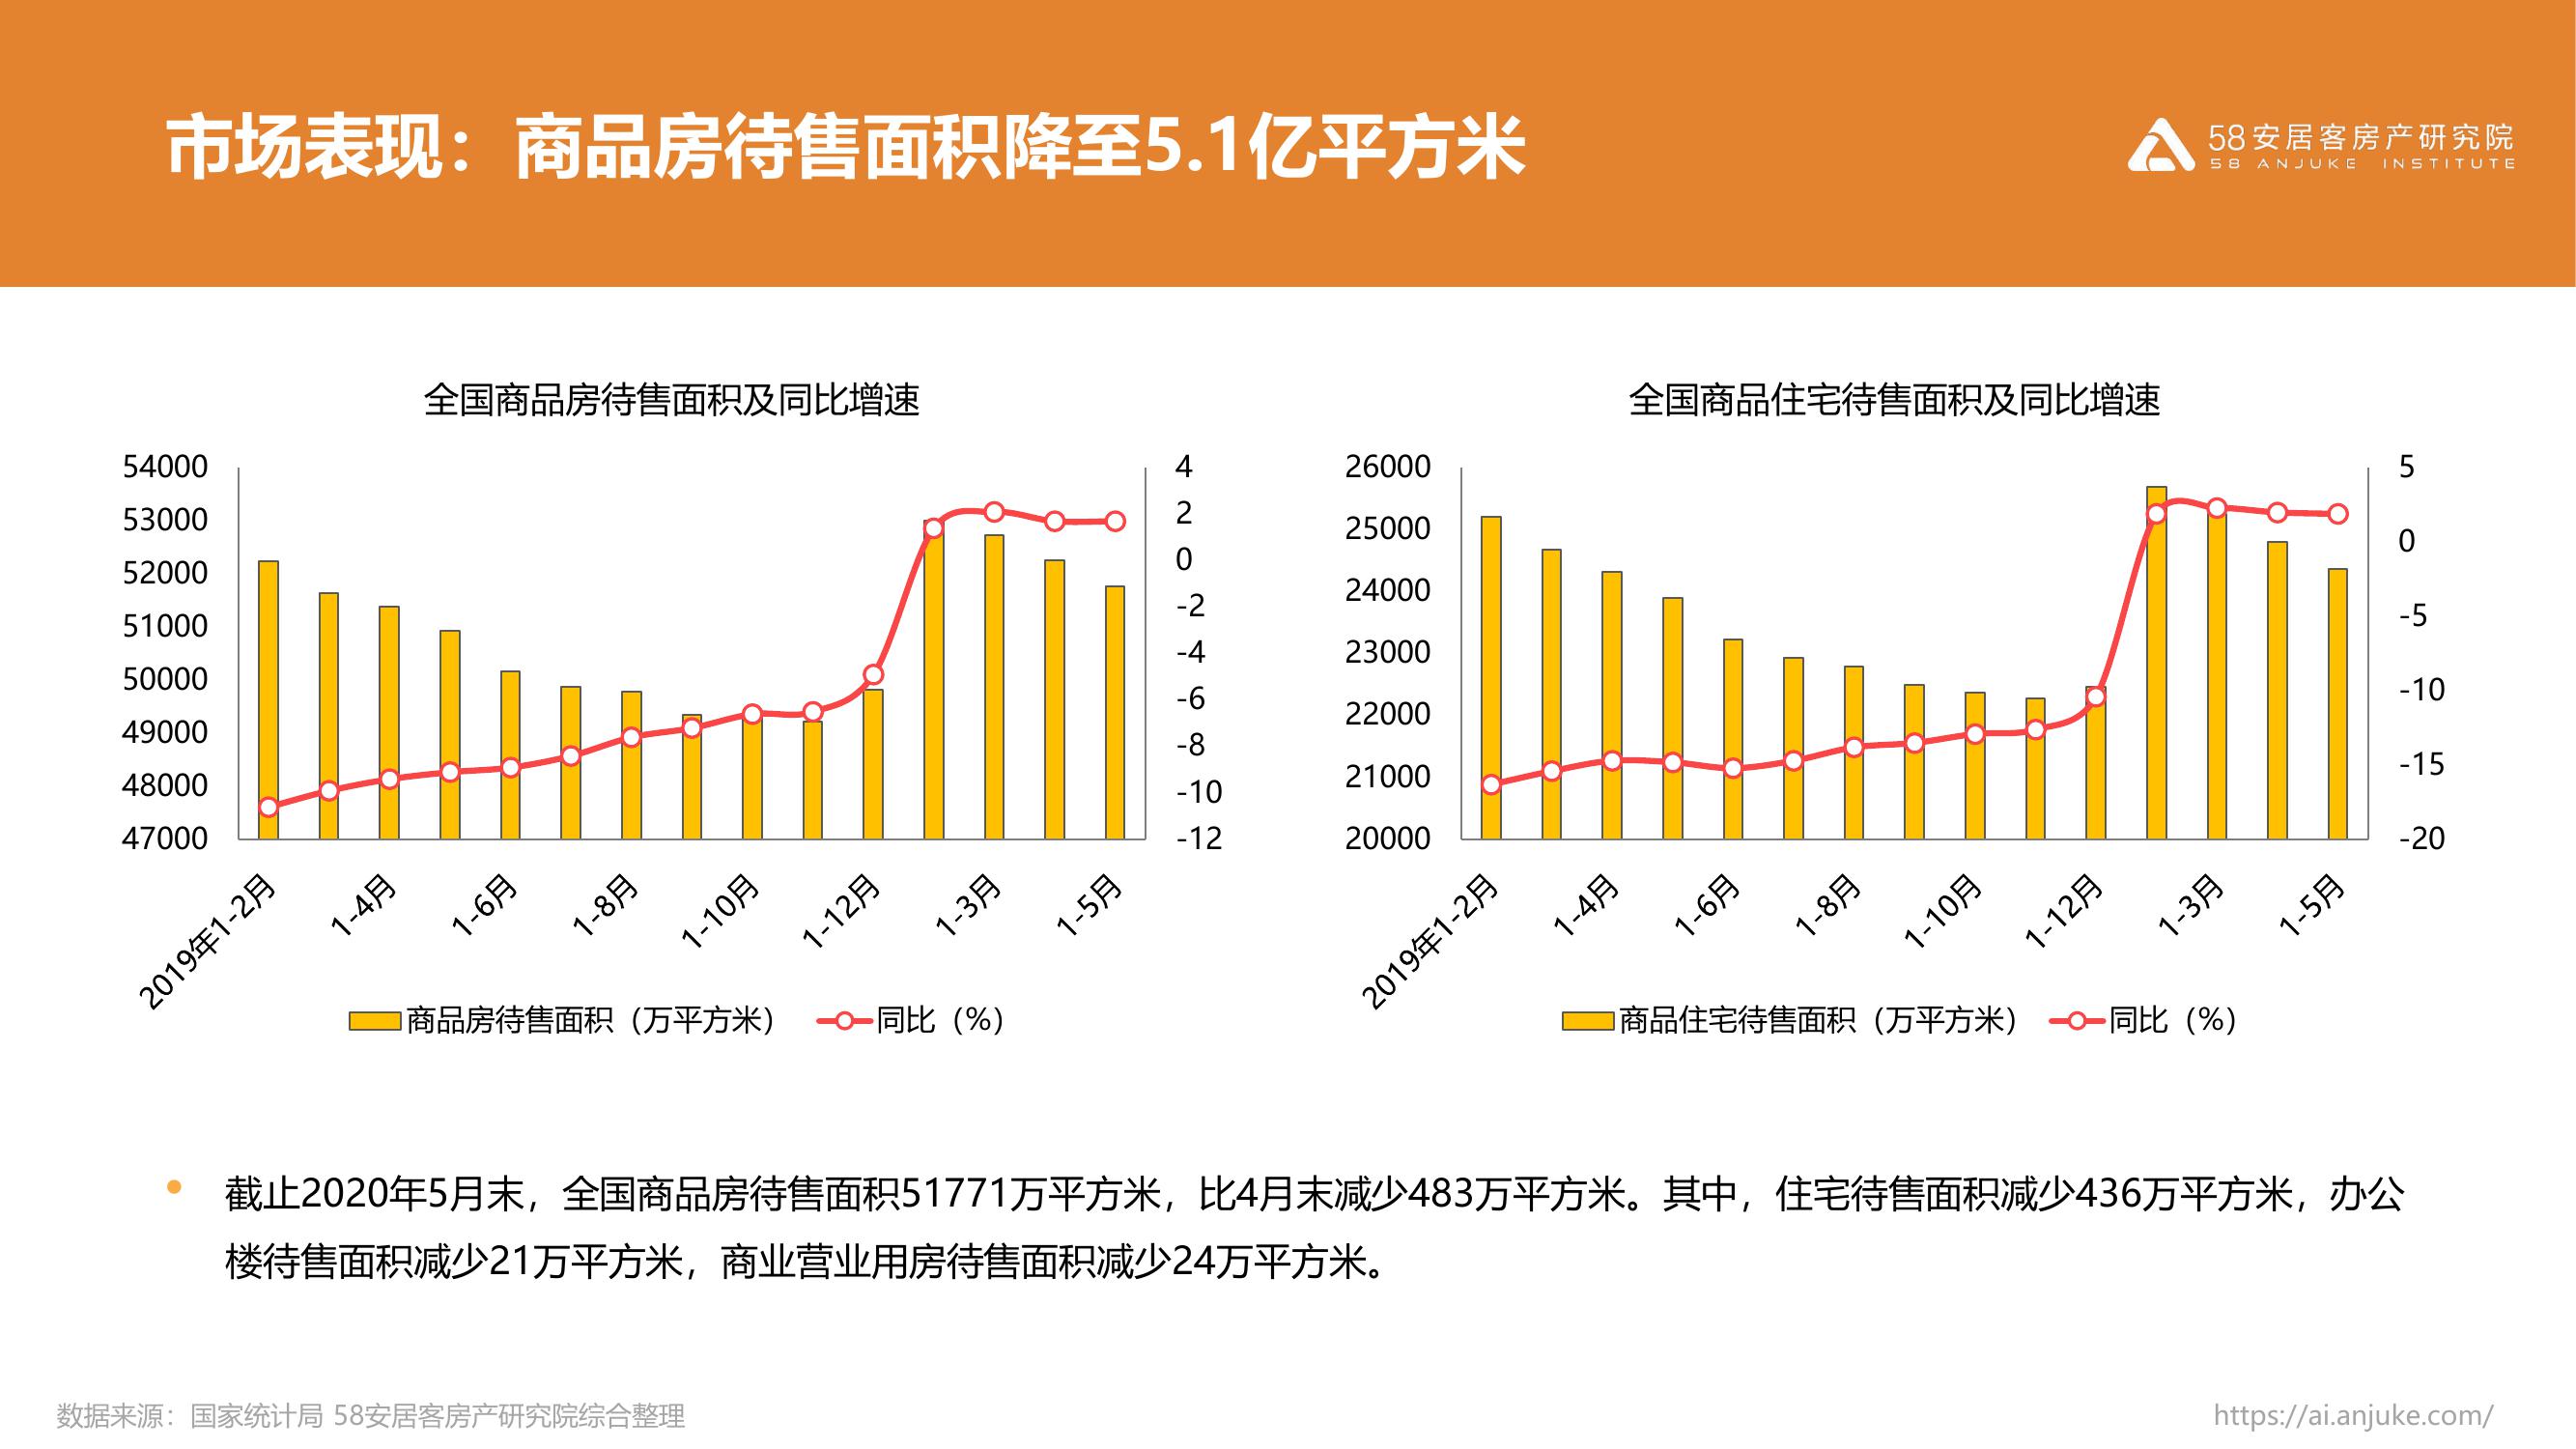 市场表现：商品房待售面积降至5.1亿平方米
58安居客房产研究院
58 ANJUKE INSTITUTE
全国商品房待售面积及同比增速
54000
53000
52000
51000
50000
49000
48000
47000
4
2
0
-2
-4
-6
-8
-10
-12
2019年1-2月
1-4月
1-6月
1-8月
1-10月
1-12月
1-3月
1-5月
商品房待售面积（万平方米）
同比（%）
全国商品住宅待售面积及同比增速
26000
25000
24000
23000
22000
21000
20000
5
0
-5
-10
-15
-20
2019年1-2月
1-4月
1-6月
1-8月
1-10月
1-12月
1-3月
1-5月
商品住宅待售面积（万平方米）
同比（%）
• 截止2020年5月末，全国商品房待售面积51771万平方米，比4月末减少483万平方米。其中，住宅待售面积减少436万平方米，办公
楼待售面积减少21万平方米，商业营业用房待售面积减少24万平方米。
数据来源：国家统计局 58安居客房产研究院综合整理
https://ai.anjuke.com/